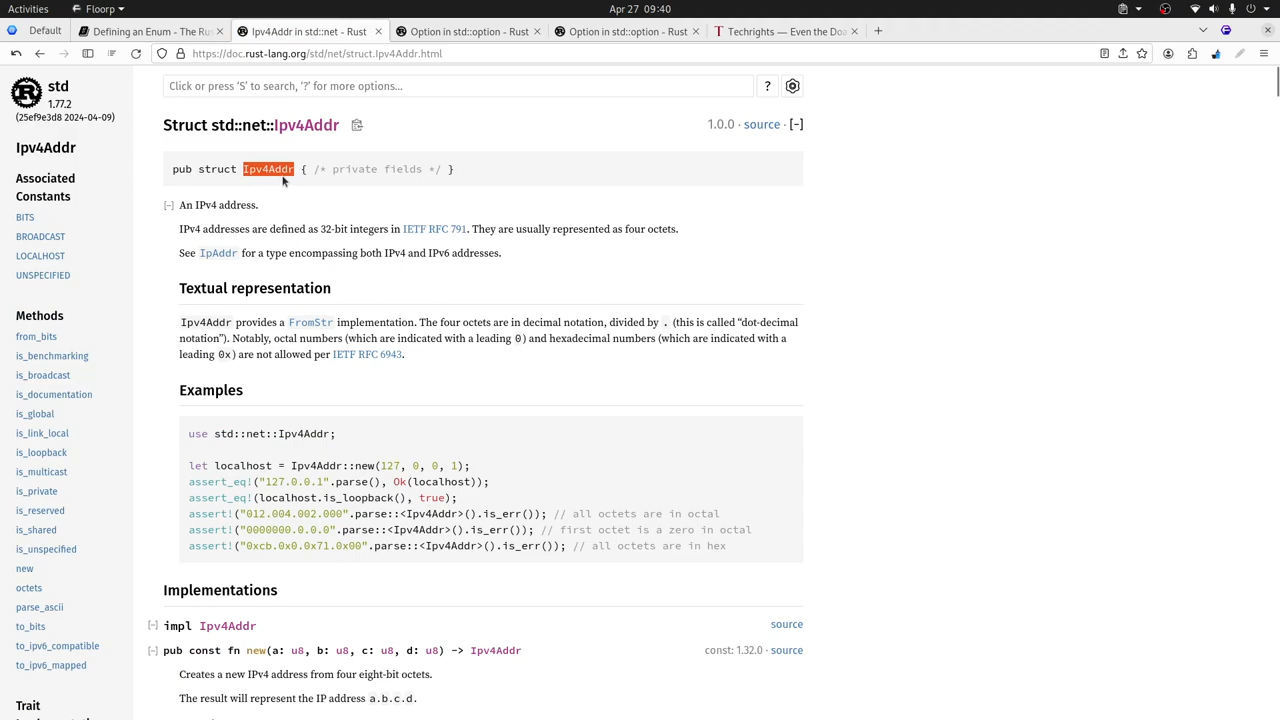 Activities
Floorp
Apr 27 09:40
Default
Defining an Enum - The Ru
Ipv4Addr in std::net - Rust
Option in std::option - Rust
Option in std::option - Rust
Techrights — Even the Doa
https://doc.rust-lang.org/std/net/struct.Ipv4Addr.html
std
1.77.2
(25ef9e3d8 2024-04-09)
Ipv4Addr
Associated
Constants
BITS
BROADCAST
LOCALHOST
UNSPECIFIED
Methods
from_bits
is_benchmarking
is_broadcast
is_documentation
is_global
is_link_local
is_loopback
is_multicast
is_private
is_reserved
is_shared
is_unspecified
new
octets
parse_ascii
to_bits
to_ipv6_compatible
to_ipv6_mapped
Trait
Click or press ‘S’ to search, ‘?’ for more options…
?
Struct std::net::Ipv4Addr
1.0.0 · source · [-]
pub struct Ipv4Addr { /* private fields */ }
[-] An IPv4 address.
IPv4 addresses are defined as 32-bit integers in IETF RFC 791. They are usually represented as four octets.
See IpAddr for a type encompassing both IPv4 and IPv6 addresses.
Textual representation
Ipv4Addr provides a FromStr implementation. The four octets are in decimal notation, divided by . (this is called “dot-decimal
notation”). Notably, octal numbers (which are indicated with a leading 0) and hexadecimal numbers (which are indicated with a
leading 0x) are not allowed per IETF RFC 6943.
Examples
use std::net::Ipv4Addr;
let localhost = Ipv4Addr::new(127, 0, 0, 1);
assert_eq!("127.0.0.1".parse(), Ok(localhost));
assert_eq!(localhost.is_loopback(), true);
assert!("012.004.002.000".parse::<Ipv4Addr>().is_err()); // all octets are in octal
assert!("0000000.0.0.0".parse::<Ipv4Addr>().is_err()); // first octet is a zero in octal
assert!("0xcb.0x0.0x71.0x00".parse::<Ipv4Addr>().is_err()); // all octets are in hex
Implementations
[-] impl Ipv4Addr
source
[-] pub const fn new(a: u8, b: u8, c: u8, d: u8) -> Ipv4Addr
const: 1.32.0 · source
Creates a new IPv4 address from four eight-bit octets.
The result will represent the IP address a.b.c.d.